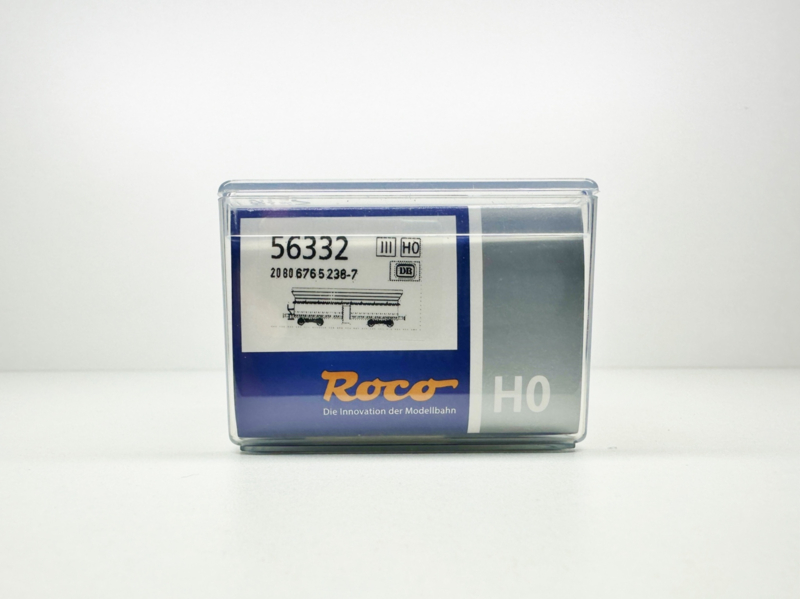 56332 III H0
20 80 676 5 238-7 DB
Roco
Die Innovation der Modellbahn
H0